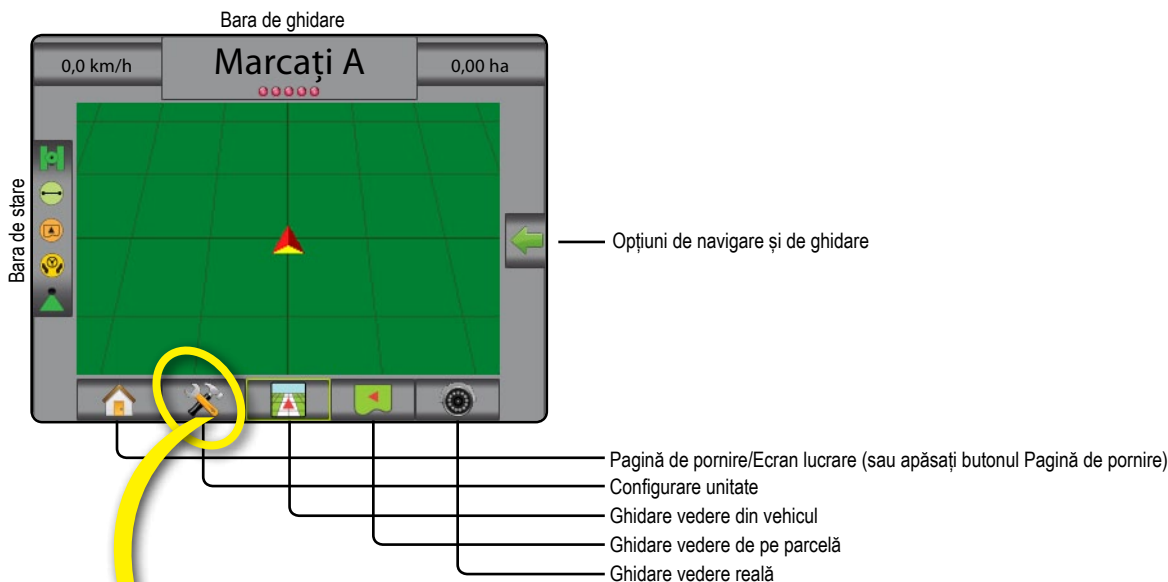 Bara de ghidare
0,0 km/h
Marcați A
0,00 ha
Bara de stare
Opțiuni de navigare și de ghidare
Pagină de pornire/Ecran lucrare (sau apăsați butonul Pagină de pornire)
Configurare unitate
Ghidare vedere din vehicul
Ghidare vedere de pe parcelă
Ghidare vedere reală